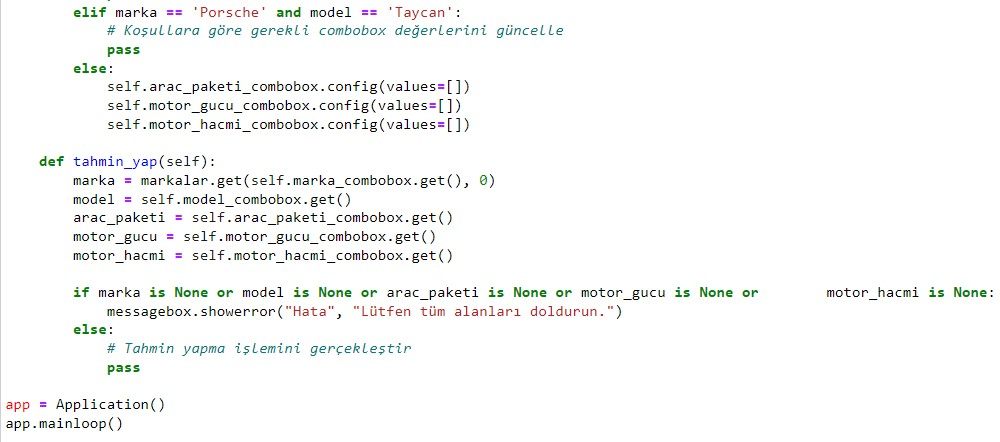 elif marka == 'Porsche' and model == 'Taycan':
# Koşullara göre gerekli combobox değerlerini güncelle
pass
else:
self.arac_paketi_combobox.config(values=[])
self.motor_gucu_combobox.config(values=[])
self.motor_hacmi_combobox.config(values=[])
def tahmin_yap(self):
marka = markalar.get(self.marka_combobox.get(), 0)
model = self.model_combobox.get()
arac_paketi = self.arac_paketi_combobox.get()
motor_gucu = self.motor_gucu_combobox.get()
motor_hacmi = self.motor_hacmi_combobox.get()
if marka is None or model is None or arac_paketi is None or motor_gucu is None or motor_hacmi is None:
messagebox.showerror("Hata", "Lütfen tüm alanları doldurun.")
else:
# Tahmin yapma işlemini gerçekleştir
pass
app = Application()
app.mainloop()